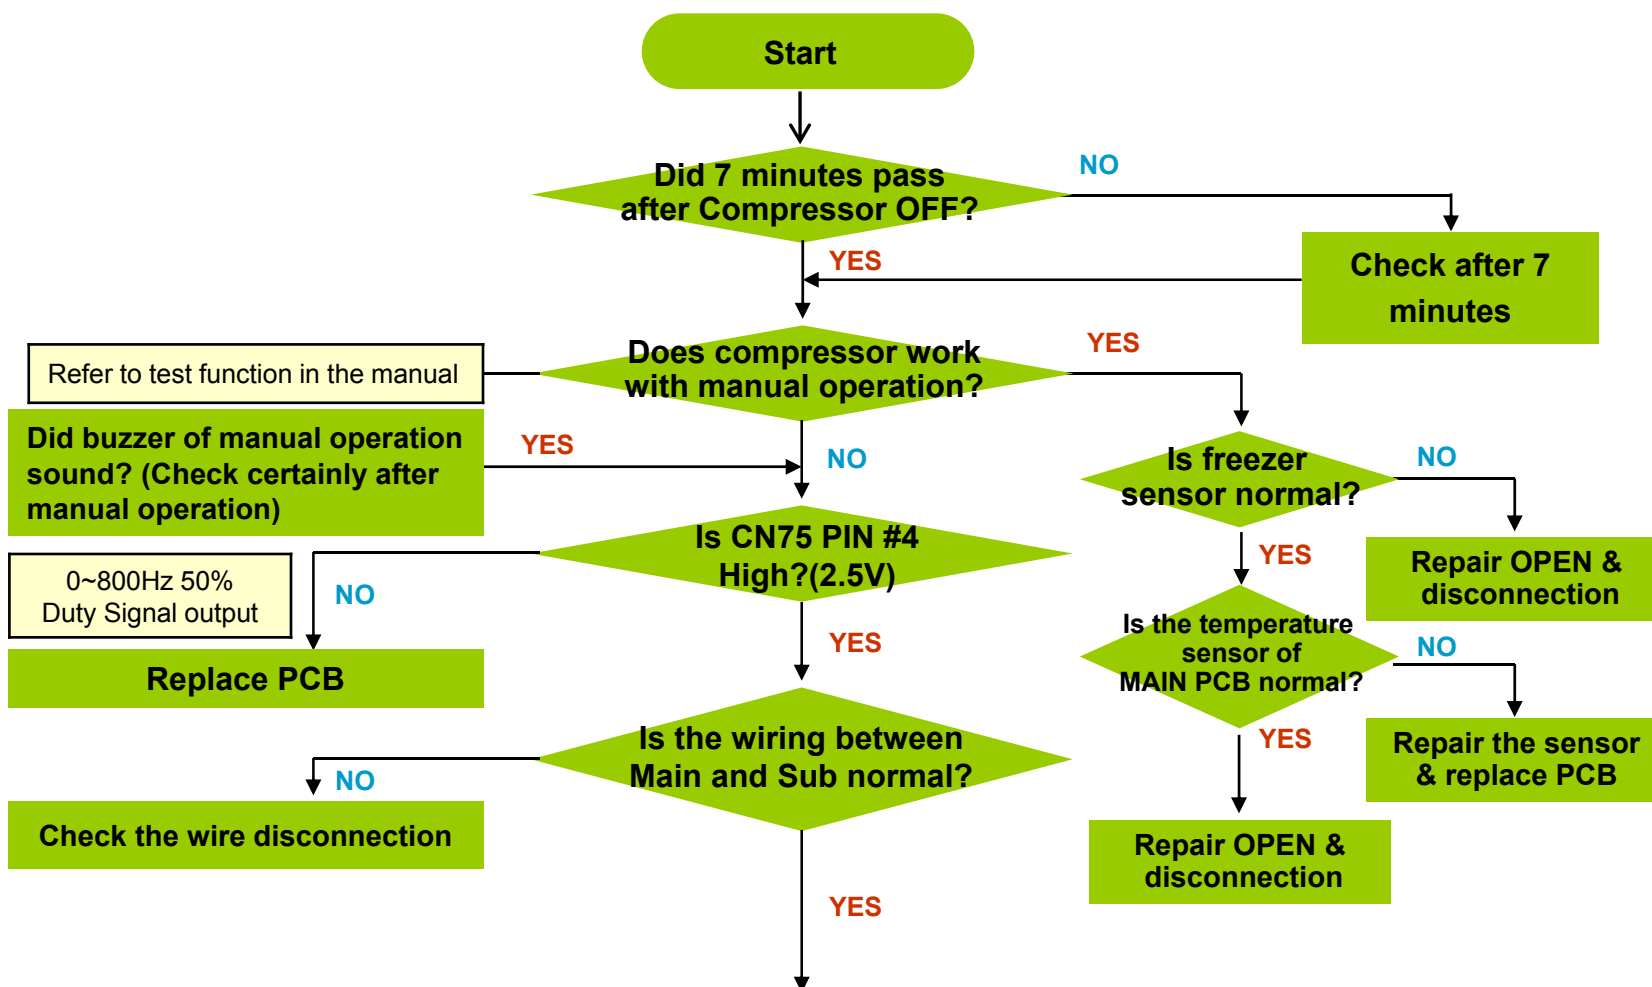 Start
Did 7 minutes pass
after Compressor OFF?
NO
YES
Check after 7
minutes
Does compressor work
with manual operation?
YES
Refer to test function in the manual
Did buzzer of manual operation
sound? (Check certainly after
manual operation)
YES
NO
Is freezer
sensor normal?
NO
Is CN75 PIN #4
High?(2.5V)
YES
Repair OPEN &
disconnection
0~800Hz 50%
Duty Signal output
NO
YES
Is the temperature
sensor of
MAIN PCB normal?
NO
Replace PCB
Is the wiring between
Main and Sub normal?
YES
Repair the sensor
& replace PCB
NO
Check the wire disconnection
Repair OPEN &
disconnection
YES